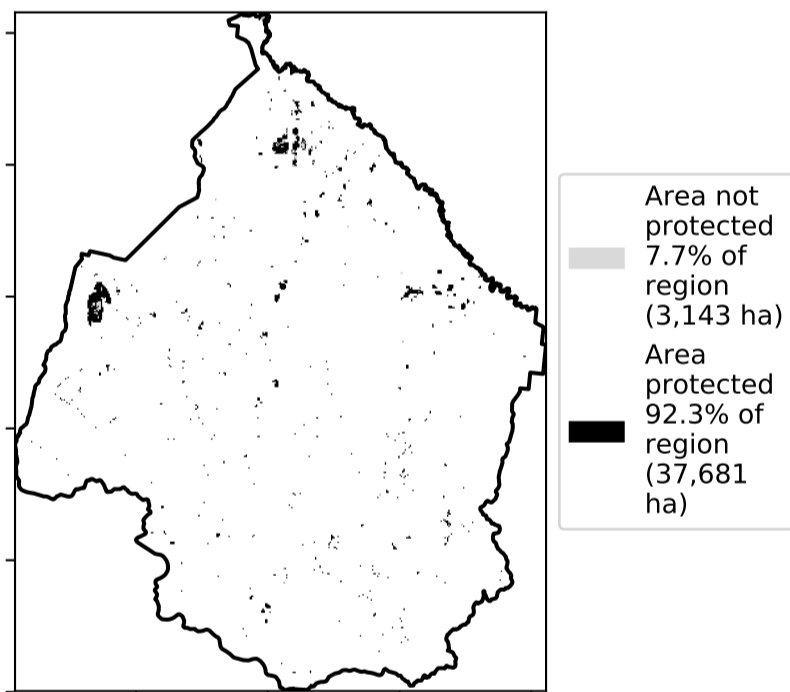 Area not
protected
7.7% of
region
(3,143 ha)
Area
protected
92.3% of
region
(37,681
ha)